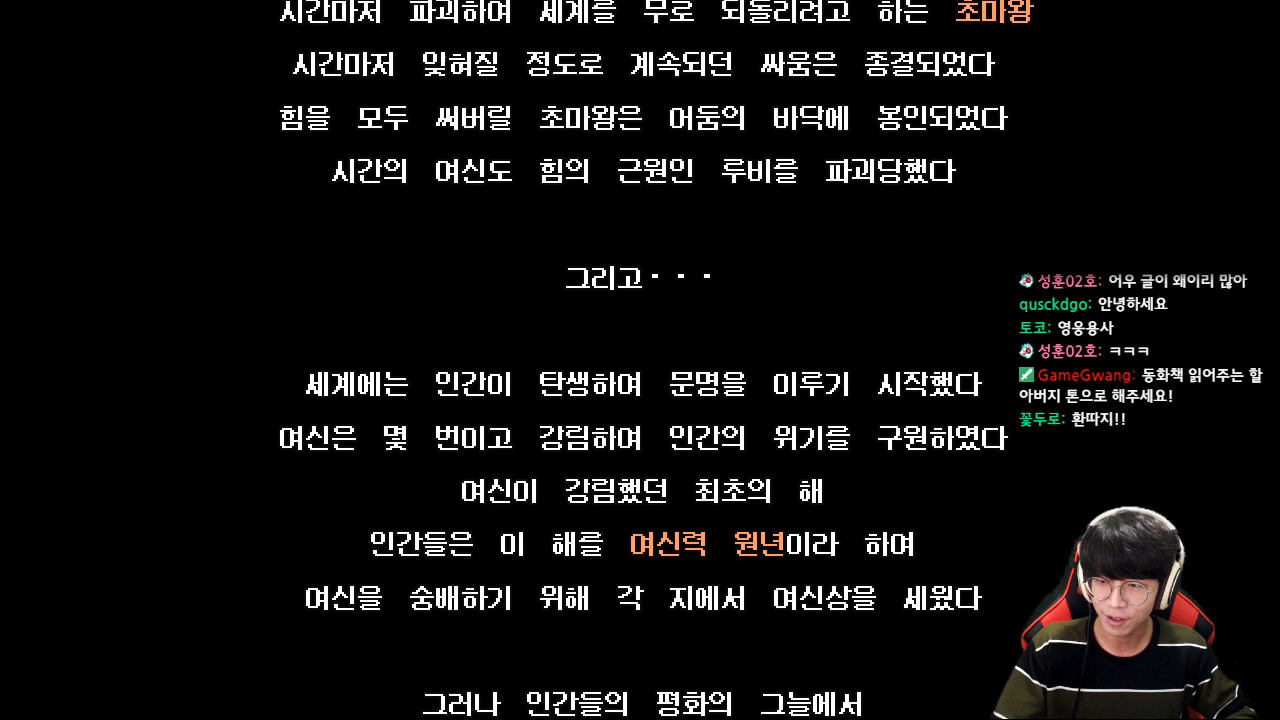 시간마저 파괴하여 세계를 무로 되돌리려고 하는 초마왕
시간마저 잊혀질 정도로 계속되던 싸움은 종결되었다
힘을 모두 써버릴 초마왕은 어둠의 바닥에 봉인되었다
시간의 여신도 힘의 근원인 루비를 파괴당했다
그리고···
세계에는 인간이 탄생하여 문명을 이루기 시작했다
여신은 몇 번이고 강림하여 인간의 위기를 구원하였다
여신이 강림했던 최초의 해
인간들은 이 해를 여신력 원년이라 하여
여신을 숭배하기 위해 각 지에서 여신상을 세웠다
그러나 인간들의 평화의 그늘에서
성훈02호: 어우 글이 왜이리 많아
qusckdgo: 안녕하세요
토코: 영웅용사
성훈02호: ㅋㅋㅋ
GameGwang: 동화책 읽어주는 할
아버지 톤으로 해주세요!
꽃두로: 환따지!!